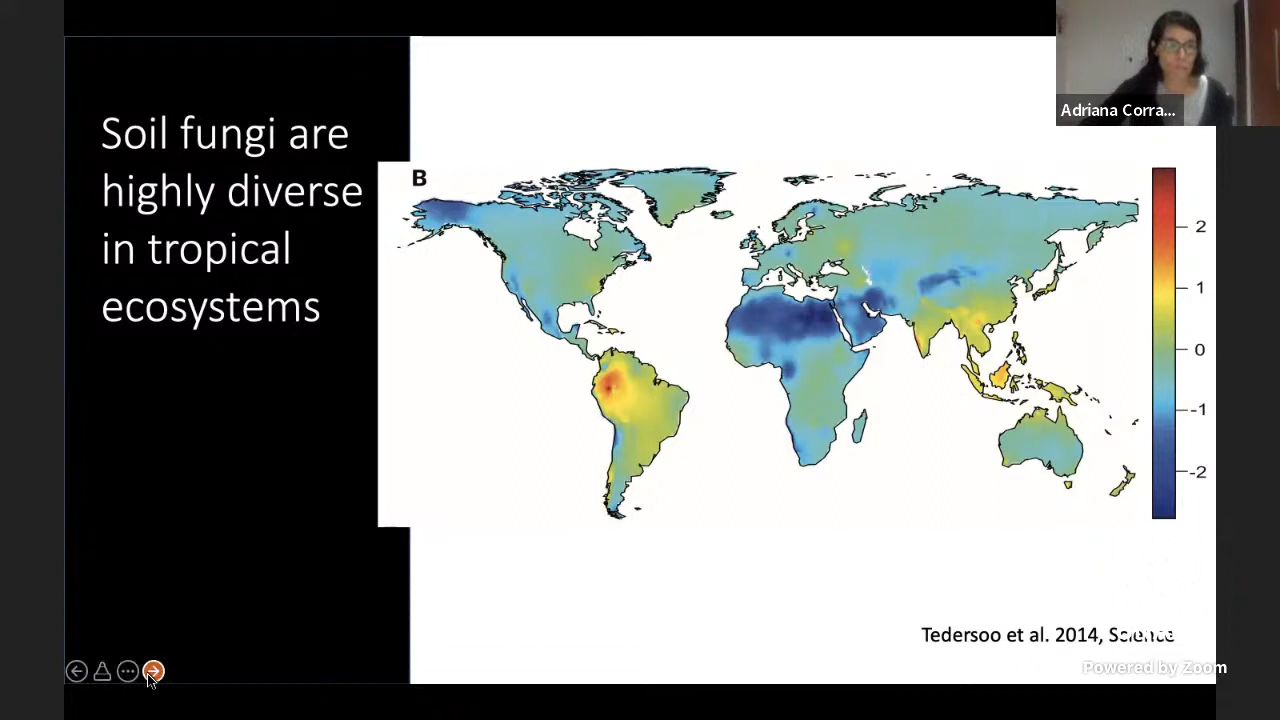 Soil fungi are
highly diverse
in tropical
ecosystems
Adriana Corra...
B
2
1
0
-1
-2
Tedersoo et al. 2014, Science
Powered by Zoom